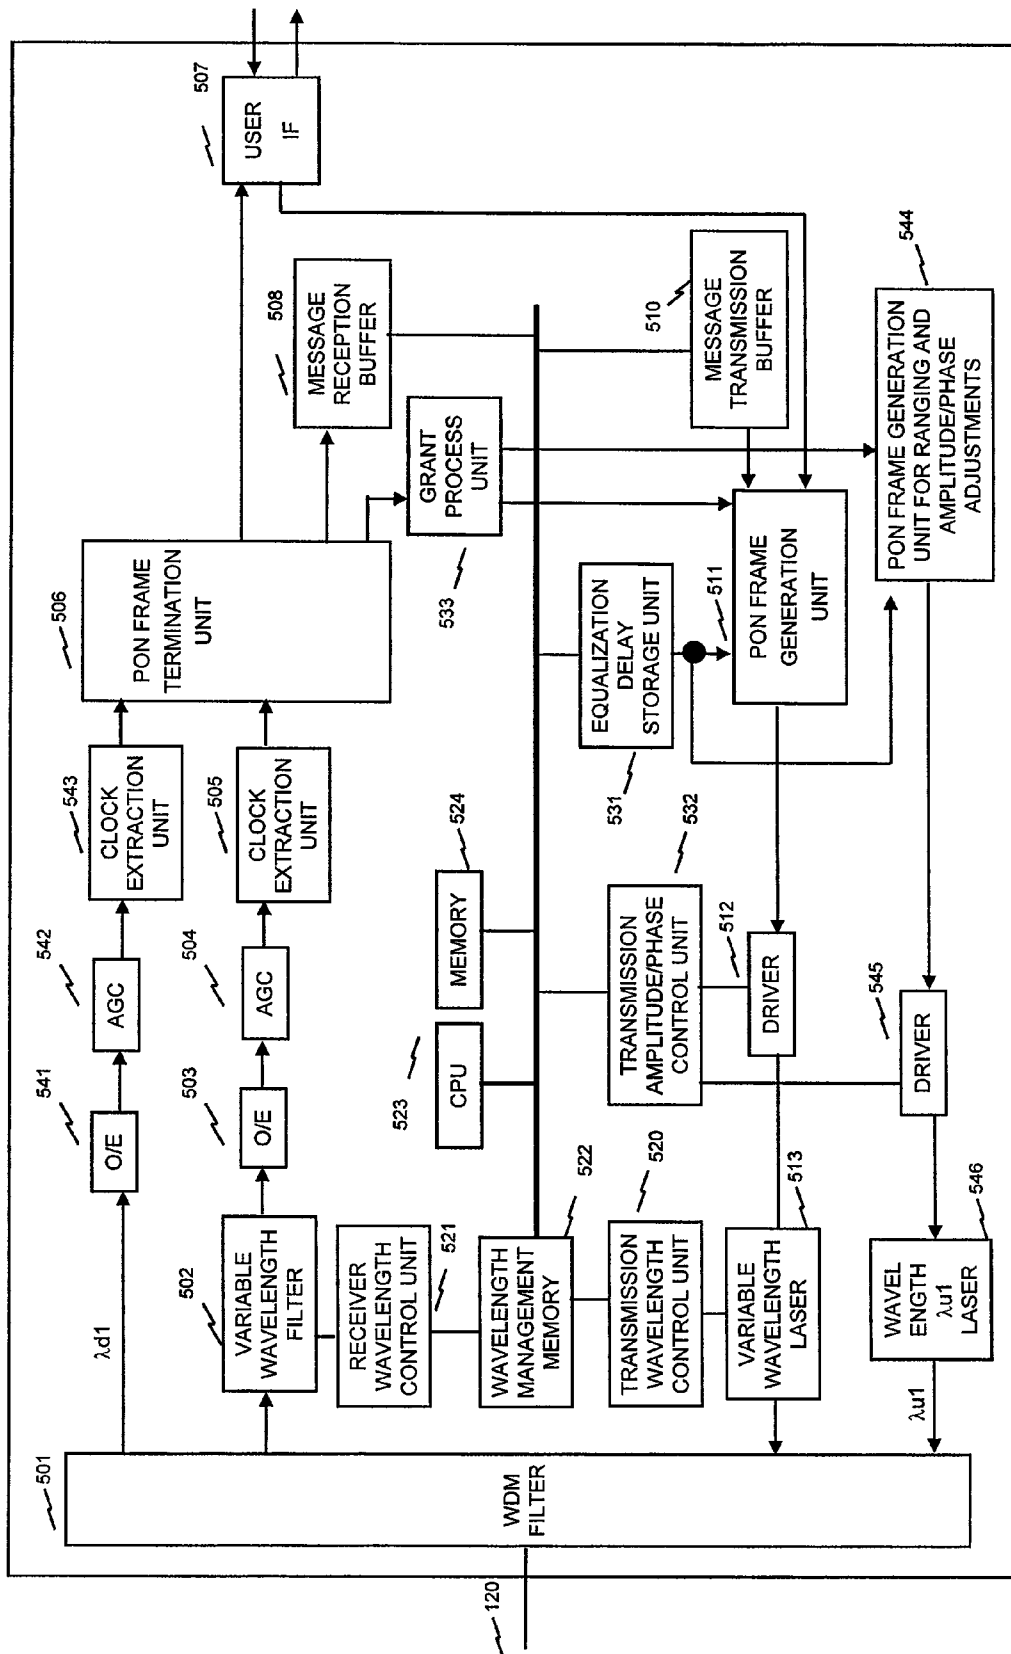 120
501
WDM
FILTER
λd1
541
O/E
542
AGC
543
CLOCK
EXTRACTION
UNIT
502
VARIABLE
WAVELENGTH
FILTER
503
O/E
504
AGC
505
CLOCK
EXTRACTION
UNIT
506
PON FRAME
TERMINATION
UNIT
507
USER
IF
508
MESSAGE
RECEPTION
BUFFER
GRANT
PROCESS
UNIT
533
RECEIVER
WAVELENGTH
CONTROL UNIT
521
523
CPU
MEMORY
524
WAVELENGTH
MANAGEMENT
MEMORY
522
TRANSMISSION
WAVELENGTH
CONTROL UNIT
520
TRANSMISSION
AMPLITUDE/PHASE
CONTROL UNIT
532
EQUALIZATION
DELAY
STORAGE UNIT
531
510
MESSAGE
TRANSMISSION
BUFFER
VARIABLE
WAVELENGTH
LASER
513
DRIVER
512
511
PON FRAME
GENERATION
UNIT
λu1
WAVEL
ENGTH
λu1
LASER
546
DRIVER
545
PON FRAME GENERATION
UNIT FOR RANGING AND
AMPLITUDE/PHASE
ADJUSTMENTS
544